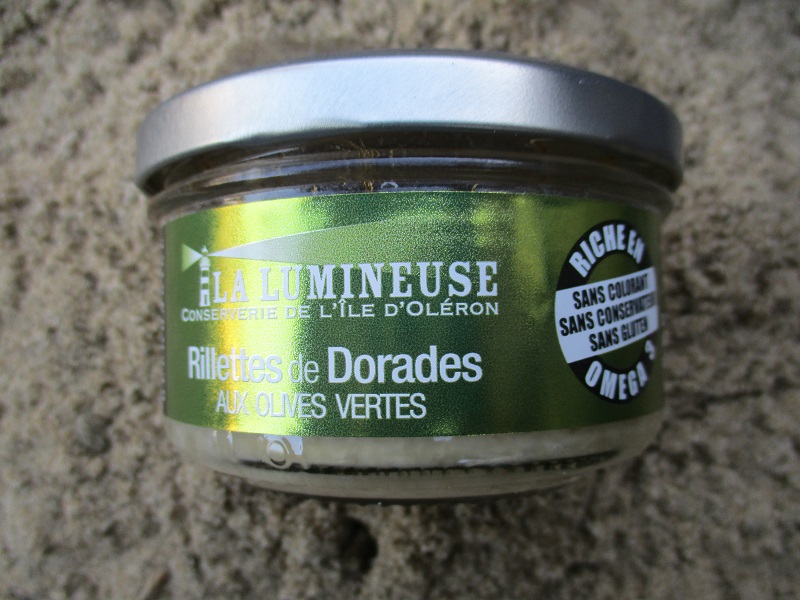 LA LUMINEUSE
CONSERVERIE DE L'ÎLE D'OLÉRON
Rillettes de Dorades
AUX OLIVES VERTES
RICHE EN
SANS COLORANT
SANS CONSERVATEUR
SANS GLUTEN
OMEGA 3